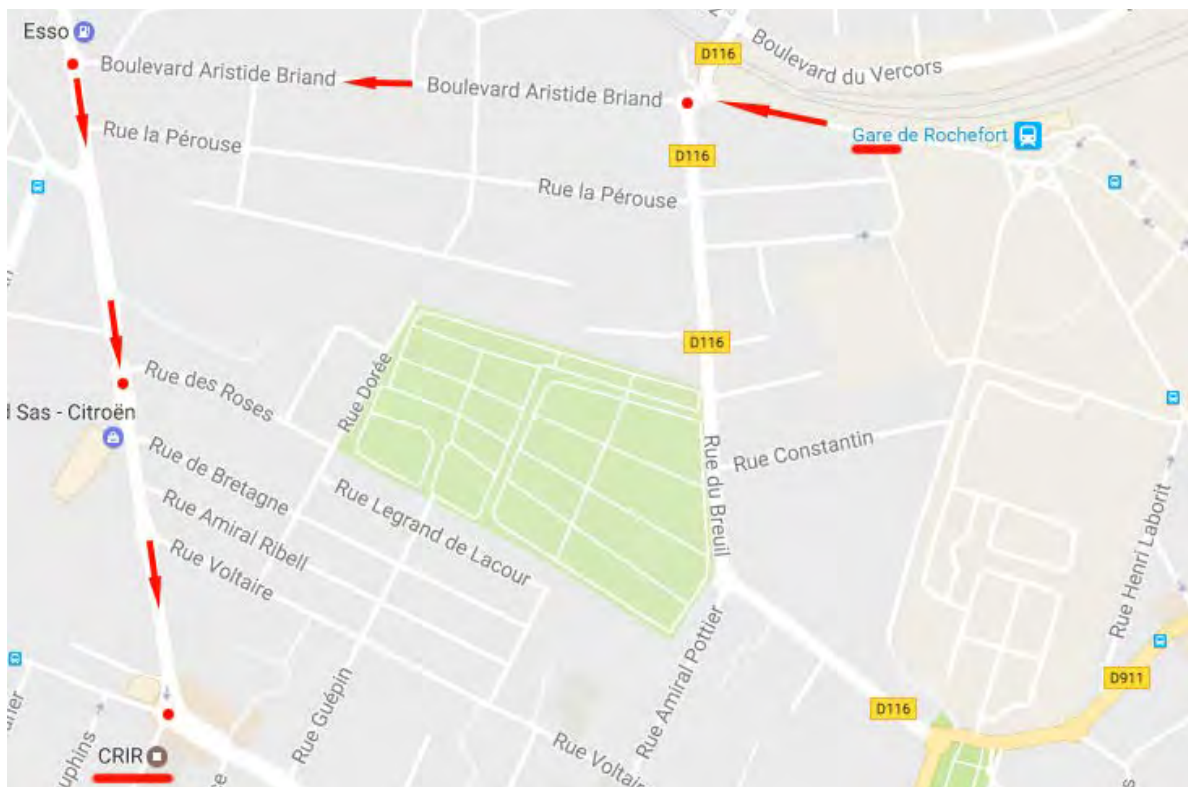 Esso
D116
Boulevard du Vercors
Boulevard Aristide Briand
Boulevard Aristide Briand
Gare de Rochefort
Rue la Pérouse
D116
Rue la Pérouse
D116
Rue des Roses
Rue Dorée
d Sas - Citroën
Rue de Bretagne
Rue du Breuil
Rue Constantin
Rue Amiral Ribell
Rue Legrand de Lacour
Rue Voltaire
Rue Henri Laborit
Rue Amiral Pottier
Rue Guépin
D911
D116
Rue Voltaire
CRIR